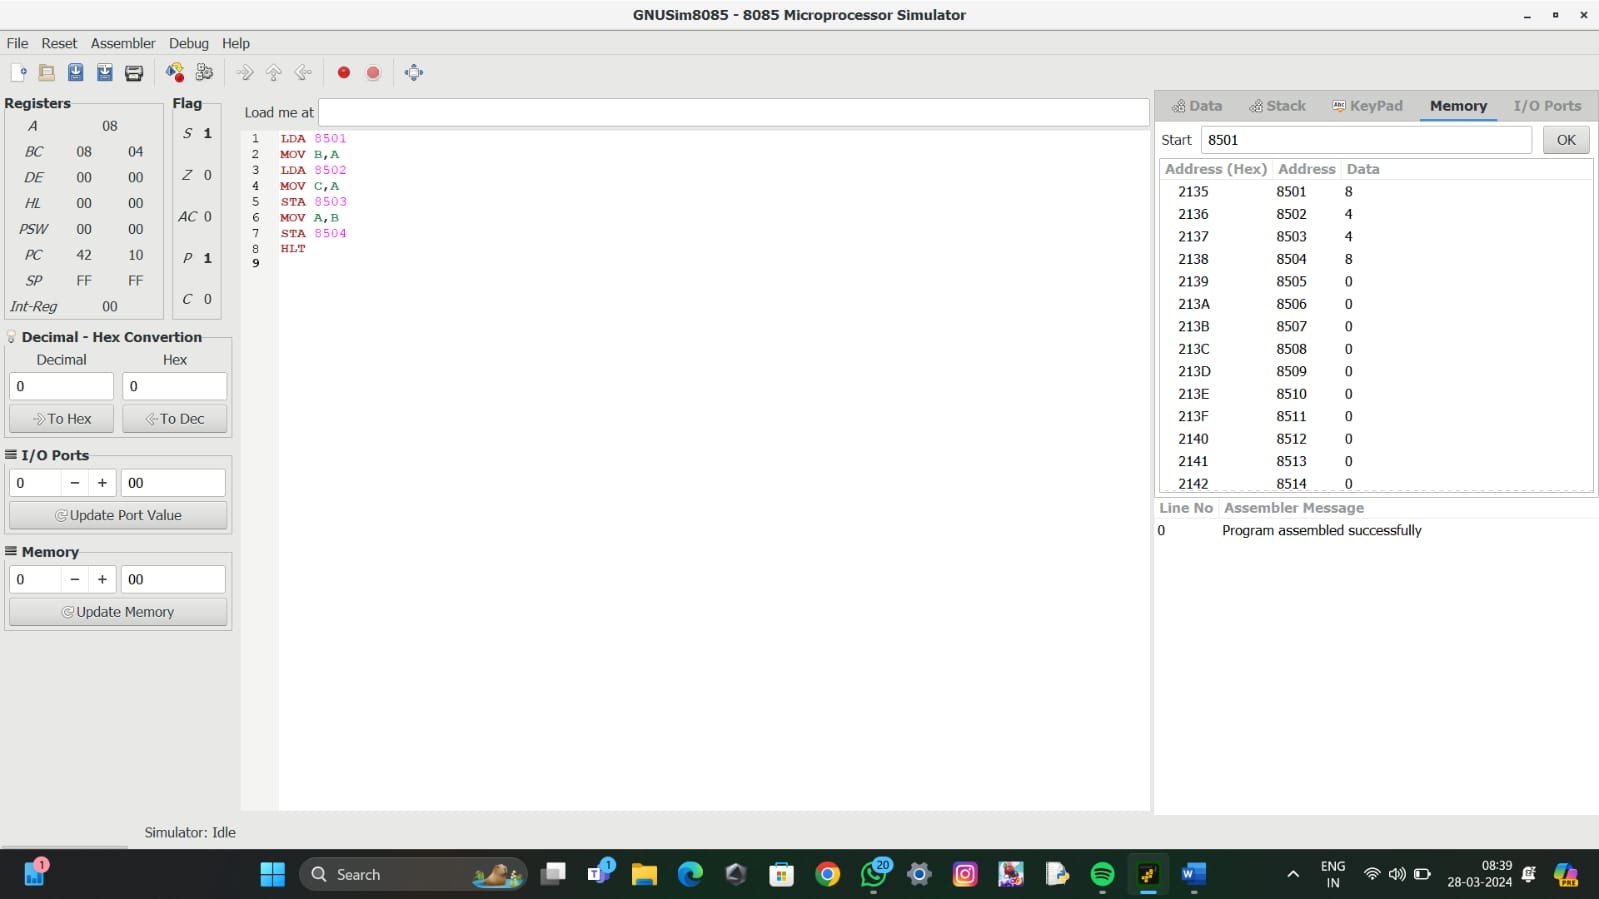 GNUSim8085 - 8085 Microprocessor Simulator
File Reset Assembler Debug Help
Registers
A 08
BC 08 04
DE 00 00
HL 00 00
PSW 00 00
PC 42 10
SP FF FF
Int-Reg 00
Flag
S 1
Z 0
AC 0
P 1
C 0
Decimal - Hex Convertion
Decimal Hex
0 0
To Hex To Dec
I/O Ports
0 - + 00
Update Port Value
Memory
0 - + 00
Update Memory
Load me at
1 LDA 8501
2 MOV B,A
3 LDA 8502
4 MOV C,A
5 STA 8503
6 MOV A,B
7 STA 8504
8 HLT
9
Data Stack Abc KeyPad Memory I/O Ports
Start 8501 OK
Address (Hex) Address Data
2135 8501 8
2136 8502 4
2137 8503 4
2138 8504 8
2139 8505 0
213A 8506 0
213B 8507 0
213C 8508 0
213D 8509 0
213E 8510 0
213F 8511 0
2140 8512 0
2141 8513 0
2142 8514 0
Line No Assembler Message
0 Program assembled successfully
Simulator: Idle
1 Search T 1 20 W ENG 08:39
IN 28-03-2024 PRE